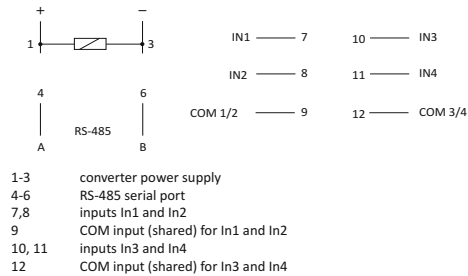 + −
1 3
IN1 7 10 IN3
IN2 8 11 IN4
COM 1/2 9 12 COM 3/4
4 6
RS-485
A B
1-3 converter power supply
4-6 RS-485 serial port
7,8 inputs In1 and In2
9 COM input (shared) for In1 and In2
10, 11 inputs In3 and In4
12 COM input (shared) for In3 and In4